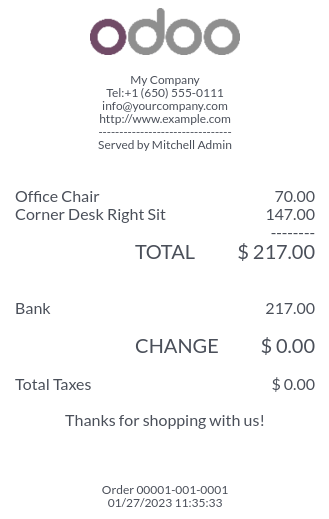 odoo
My Company
Tel:+1 (650) 555-0111
info@yourcompany.com
http://www.example.com
--------------------------------
Served by Mitchell Admin
Office Chair 70.00
Corner Desk Right Sit 147.00
--------
TOTAL $ 217.00
Bank 217.00
CHANGE $ 0.00
Total Taxes $ 0.00
Thanks for shopping with us!
Order 00001-001-0001
01/27/2023 11:35:33